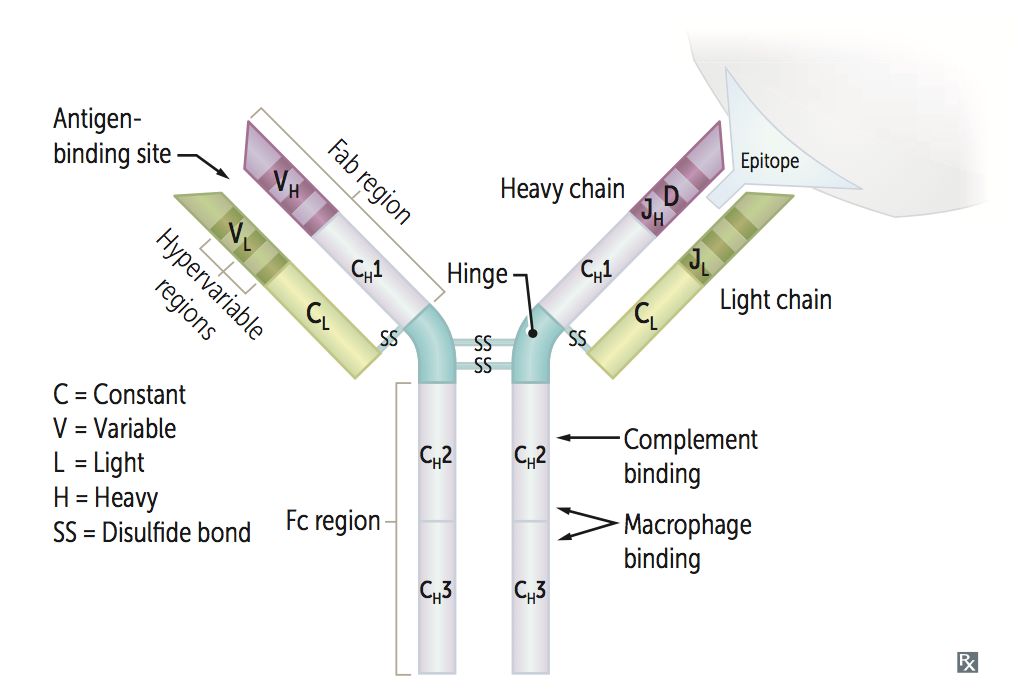 Antigen-
binding site
Fab region
VH
VL
Hypervariable
regions
CH1
CL
SS
Hinge
SS
SS
Heavy chain
JH D
CH1
JL
CL
SS
Light chain
Epitope
C = Constant
V = Variable
L = Light
H = Heavy
SS = Disulfide bond
Fc region
CH2
CH3
CH2
CH3
Complement
binding
Macrophage
binding
Rx